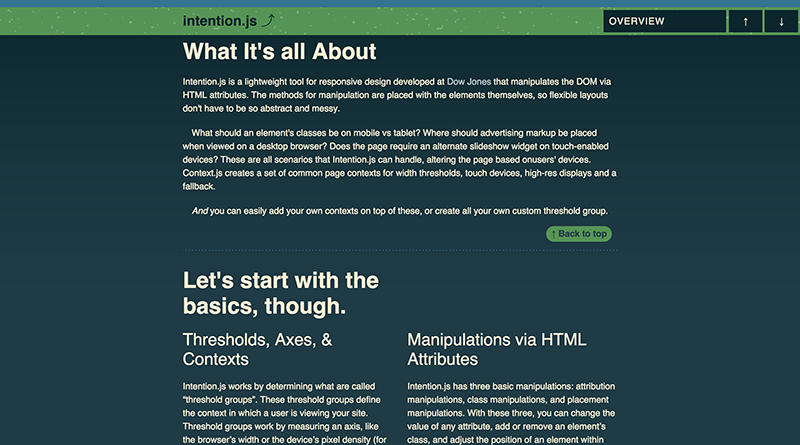 intention.js
OVERVIEW
↑
↓
What It's all About
Intention.js is a lightweight tool for responsive design developed at Dow Jones that manipulates the DOM via
HTML attributes. The methods for manipulation are placed with the elements themselves, so flexible layouts
don't have to be so abstract and messy.
What should an element's classes be on mobile vs tablet? Where should advertising markup be placed
when viewed on a desktop browser? Does the page require an alternate slideshow widget on touch-enabled
devices? These are all scenarios that Intention.js can handle, altering the page based onusers' devices.
Context.js creates a set of common page contexts for width thresholds, touch devices, high-res displays and a
fallback.
And you can easily add your own contexts on top of these, or create all your own custom threshold group.
↑ Back to top
Let's start with the
basics, though.
Thresholds, Axes, &
Contexts
Intention.js works by determining what are called
“threshold groups”. These threshold groups define
the context in which a user is viewing your site.
Threshold groups work by measuring an axis, like
the browser's width or the device's pixel density (for
Manipulations via HTML
Attributes
Intention.js has three basic manipulations: attribution
manipulations, class manipulations, and placement
manipulations. With these three, you can change the
value of any attribute, add or remove an element's
class, and adjust the position of an element within